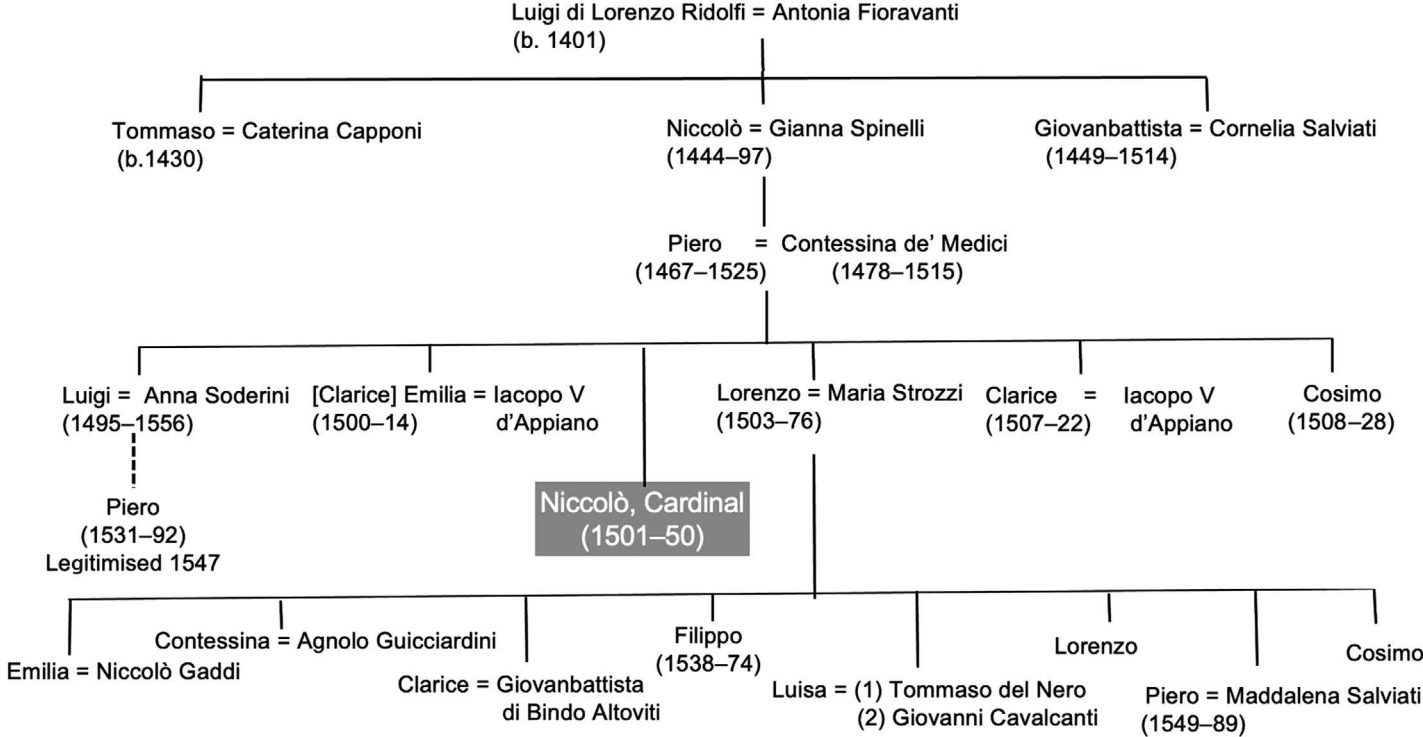 Luigi di Lorenzo Ridolfi = Antonia Fioravanti
(b. 1401)
Tommaso = Caterina Capponi
(b.1430)
Niccolò = Gianna Spinelli
(1444–97)
Giovanbattista = Cornelia Salviati
(1449–1514)
Piero = Contessina de’ Medici
(1467–1525) (1478–1515)
Luigi = Anna Soderini
(1495–1556)
[Clarice] Emilia = Iacopo V
(1500–14) d’Appiano
Lorenzo = Maria Strozzi
(1503–76)
Clarice = Iacopo V
(1507–22) d’Appiano
Cosimo
(1508–28)
Piero
(1531–92)
Legitimised 1547
Niccolò, Cardinal
(1501–50)
Emilia = Niccolò Gaddi
Contessina = Agnolo Guicciardini
Clarice = Giovanbattista
di Bindo Altoviti
Filippo
(1538–74)
Luisa = (1) Tommaso del Nero
(2) Giovanni Cavalcanti
Lorenzo
Piero = Maddalena Salviati
(1549–89)
Cosimo